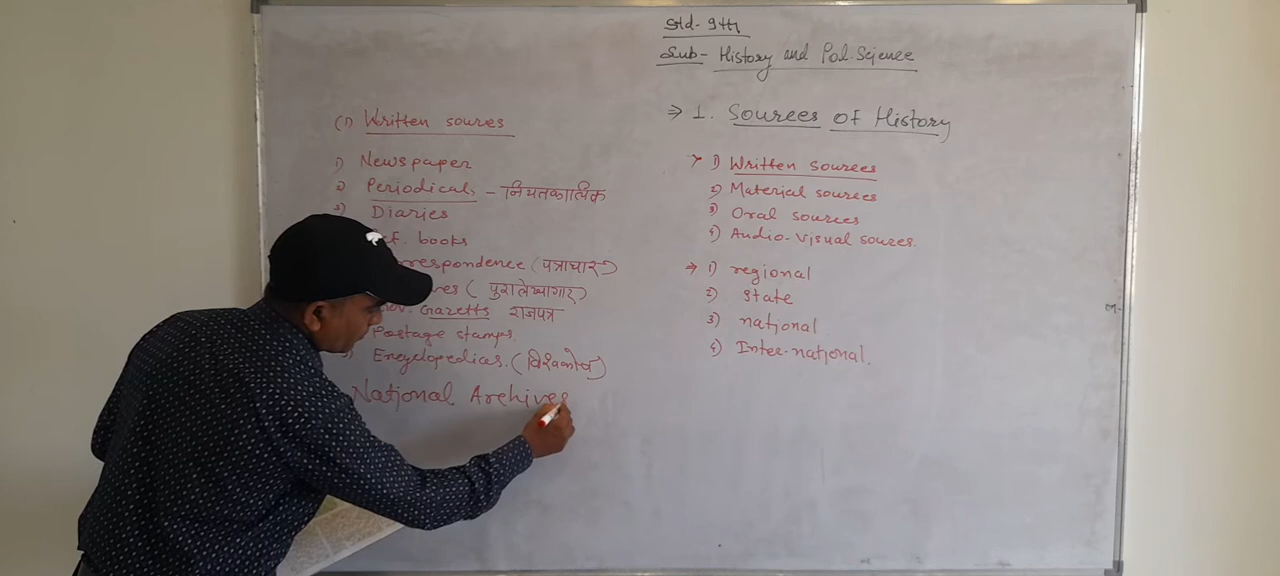 Std- 9th
Sub- History and Pol. Science
⇒ 1. Sources of History
1) Written sources
2) Material sources
3) Oral sources
4) Audio-Visual sources.
⇒ 1) regional
2) state
3) national
4) Inter-national.
(1) Written soures
1) Newspaper
2) Periodicals - नियतकालिक
3) Diaries
books
respondence (पत्राचार)
(पुरालेखागार)
Gazetts राजपत्र
Postage stamps.
Encyclopedias. (विश्वकोष)
National Archives